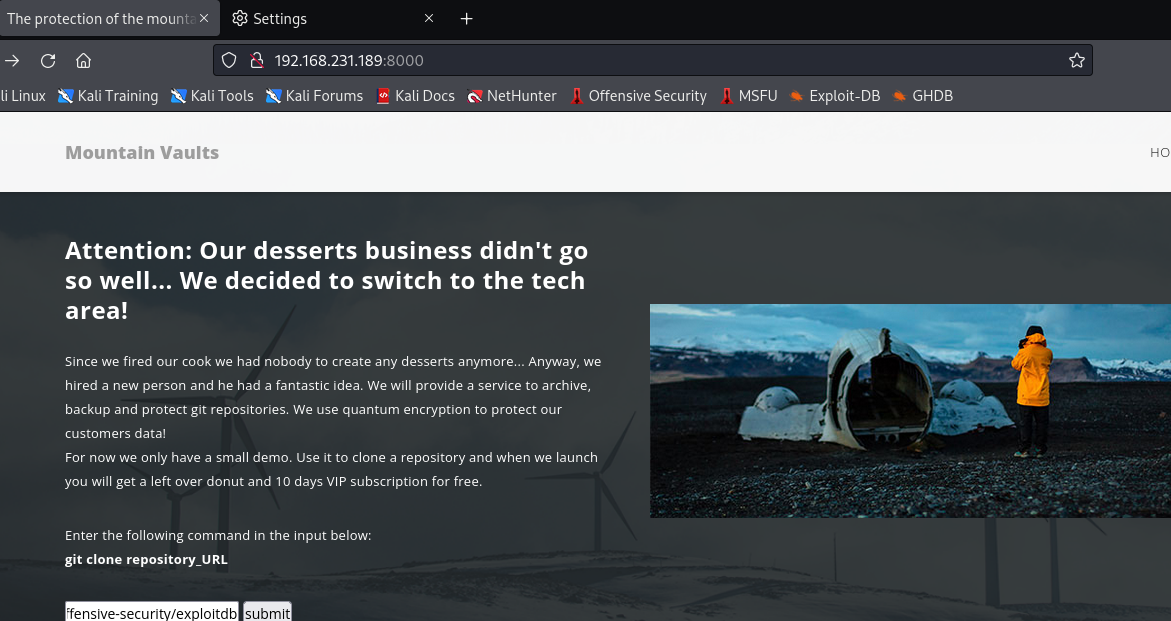 The protection of the mounta
Settings
192.168.231.189:8000
li Linux Kali Training Kali Tools Kali Forums Kali Docs NetHunter Offensive Security MSFU Exploit-DB GHDB
Mountain Vaults
HO
Attention: Our desserts business didn't go
so well... We decided to switch to the tech
area!
Since we fired our cook we had nobody to create any desserts anymore... Anyway, we
hired a new person and he had a fantastic idea. We will provide a service to archive,
backup and protect git repositories. We use quantum encryption to protect our
customers data!
For now we only have a small demo. Use it to clone a repository and when we launch
you will get a left over donut and 10 days VIP subscription for free.
Enter the following command in the input below:
git clone repository_URL
ffensive-security/exploitdb submit